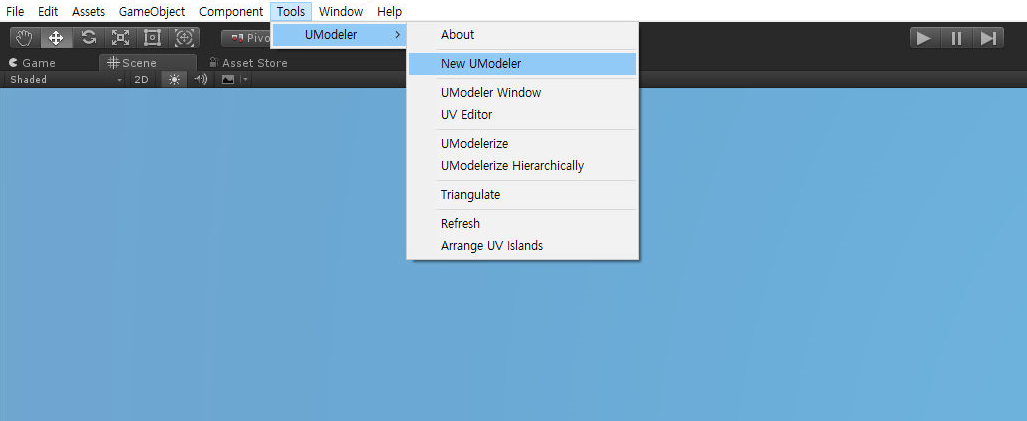 File Edit Assets GameObject Component Tools Window Help
UModeler
About
Pivo
New UModeler
Game Scene Asset Store
Shaded 2D
UModeler Window
UV Editor
UModelerize
UModelerize Hierarchically
Triangulate
Refresh
Arrange UV Islands